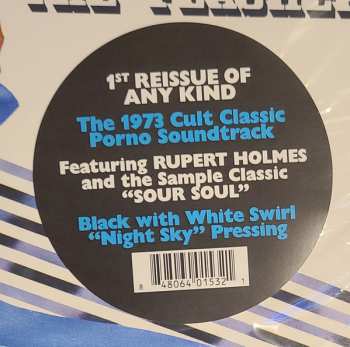 1ST REISSUE OF
ANY KIND
The 1973 Cult Classic
Porno Soundtrack
Featuring RUPERT HOLMES
and the Sample Classic
"SOUR SOUL"
Black with White Swirl
"Night Sky" Pressing
8 48064 01532 1